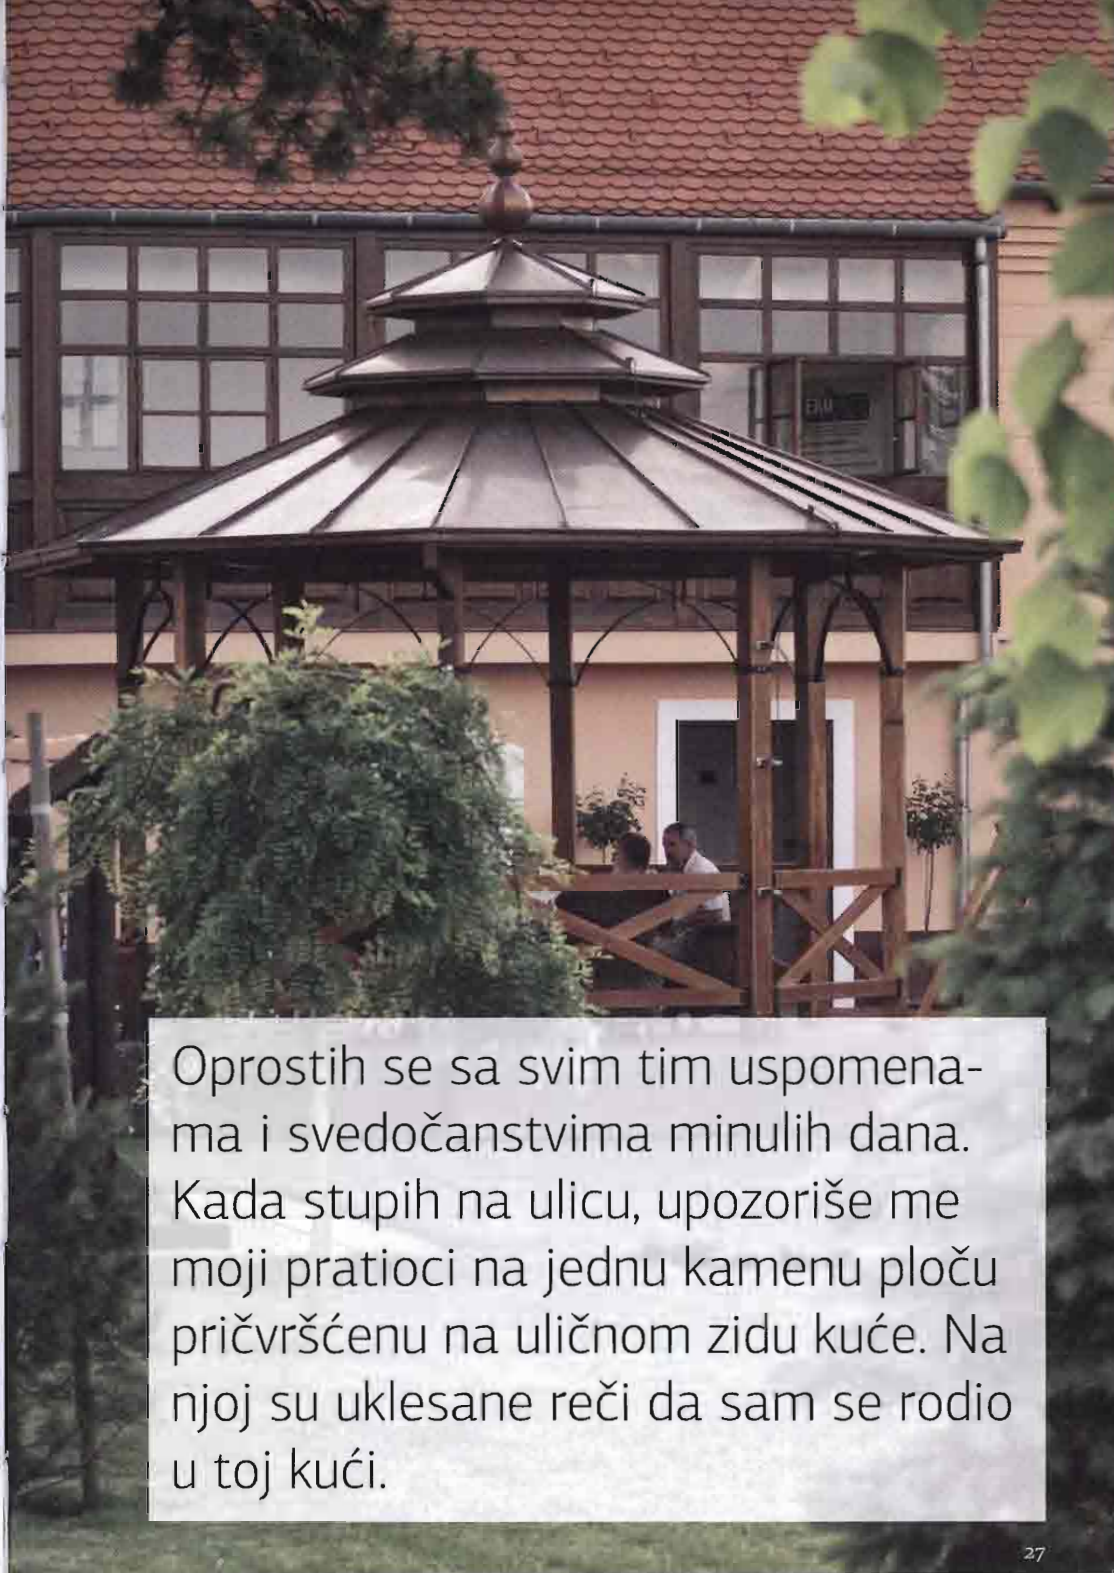 EKO
Oprostih se sa svim tim uspomena-
ma i svedočanstvima minulih dana.
Kada stupih na ulicu, upozoriše me
moji pratioci na jednu kamenu ploču
pričvršćenu na uličnom zidu kuće. Na
njoj su uklesane reči da sam se rodio
u toj kući.
27